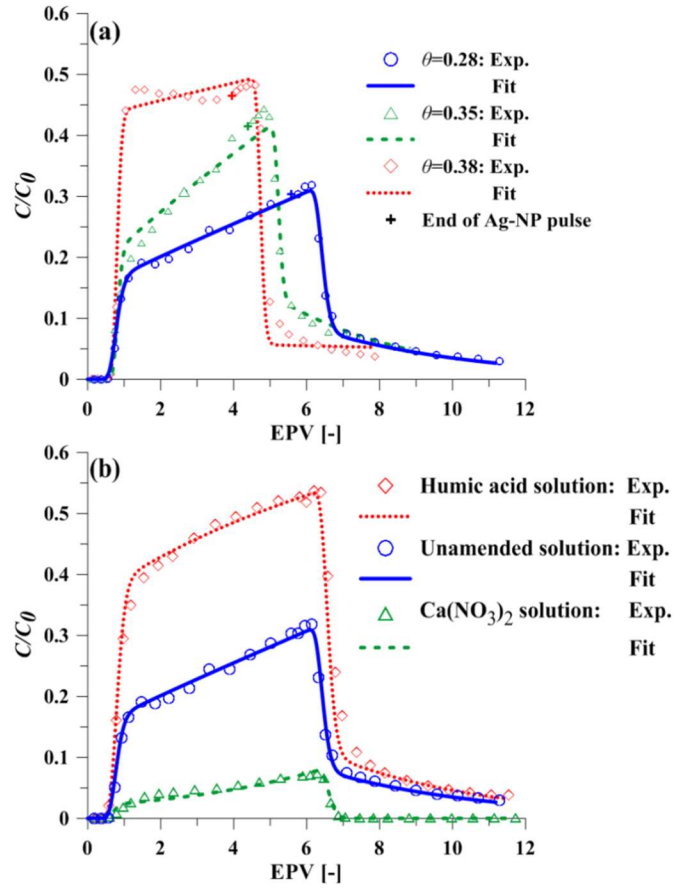 (a)
C/C0
0.6
0.5
0.4
0.3
0.2
0.1
0
θ=0.28: Exp.
Fit
θ=0.35: Exp.
Fit
θ=0.38: Exp.
Fit
End of Ag-NP pulse
0 2 4 6 8 10 12
EPV [-]
(b)
C/C0
0.6
0.5
0.4
0.3
0.2
0.1
0
Humic acid solution: Exp.
Fit
Unamended solution: Exp.
Fit
Ca(NO3)2 solution: Exp.
Fit
0 2 4 6 8 10 12
EPV [-]